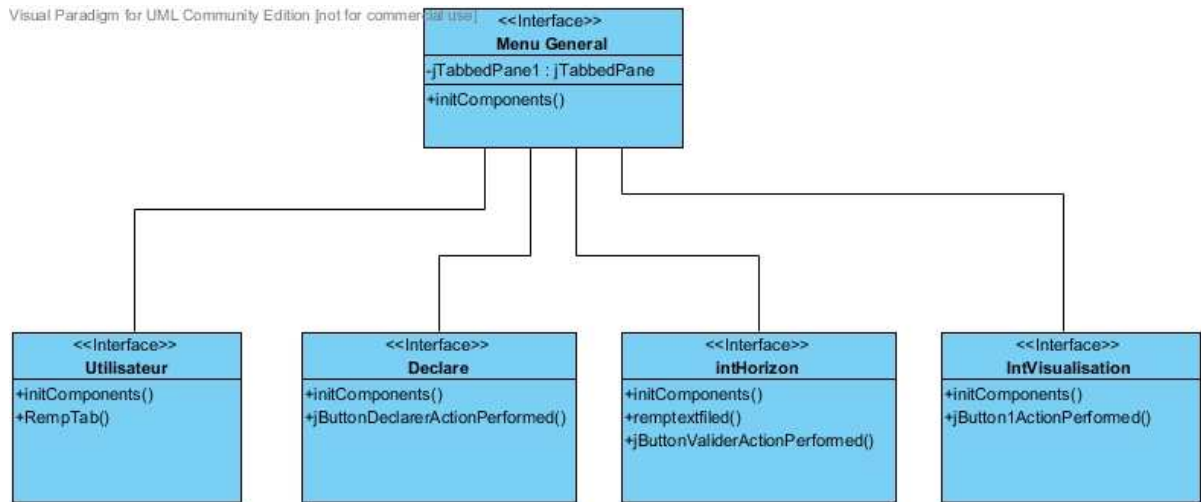 Visual Paradigm for UML Community Edition [not for commercial use]
<<Interface>>
Menu General
-jTabbedPane1 : jTabbedPane
+initComponents()
<<Interface>>
Utilisateur
+initComponents()
+RempTab()
<<Interface>>
Declare
+initComponents()
+jButtonDeclarerActionPerformed()
<<Interface>>
intHorizon
+initComponents()
+remptextfiled()
+jButtonValiderActionPerformed()
<<Interface>>
IntVisualisation
+initComponents()
+jButton1ActionPerformed()